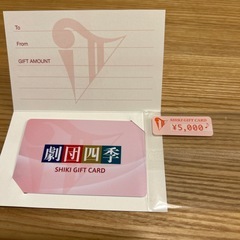 To
From
GIFT AMOUNT
劇団四季
SHIKI GIFT CARD
SHIKI GIFT CARD
¥5,000